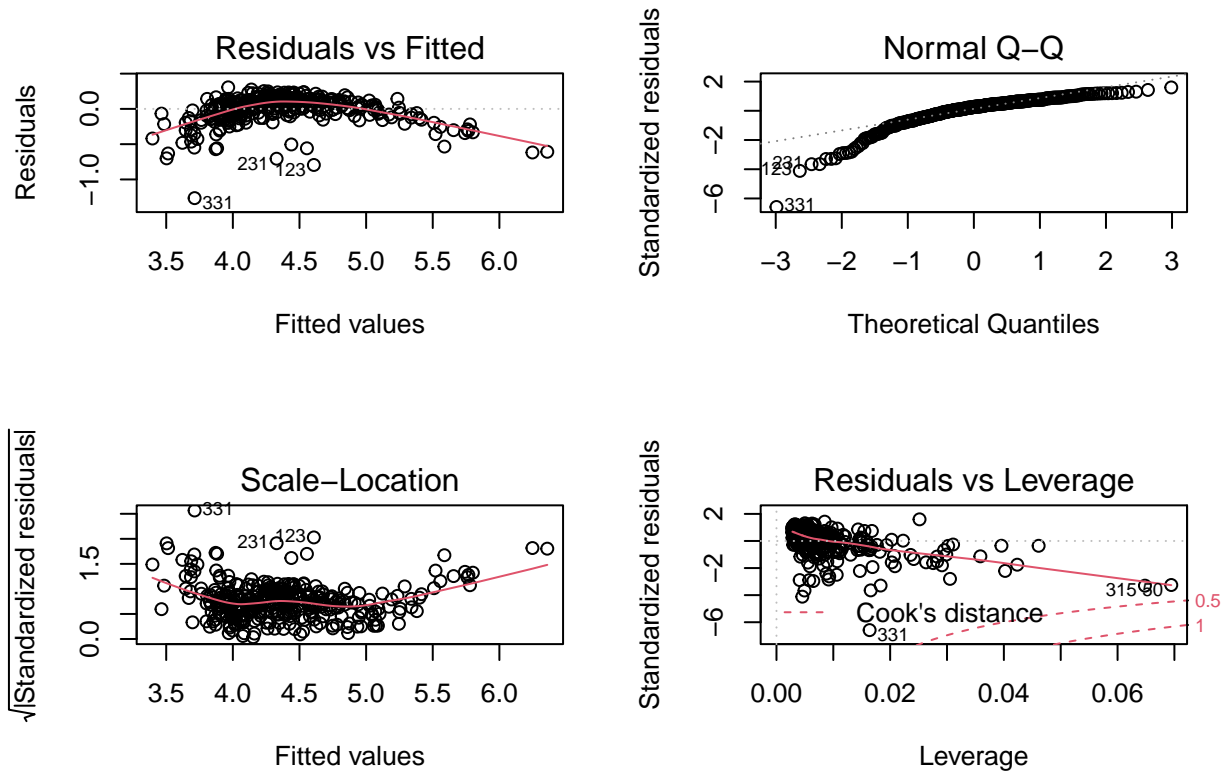 Residuals vs Fitted
Residuals
0.0
−1.0
231
123
331
3.5 4.0 4.5 5.0 5.5 6.0
Fitted values
Normal Q−Q
Standardized residuals
2
−2
−6
231
123
331
−3 −2 −1 0 1 2 3
Theoretical Quantiles
Scale−Location
√|Standardized residuals|
1.5
0.0
331
231
123
3.5 4.0 4.5 5.0 5.5 6.0
Fitted values
Residuals vs Leverage
Standardized residuals
2
−2
−6
315
50
331
Cook's distance
0.5
1
0.00 0.02 0.04 0.06
Leverage